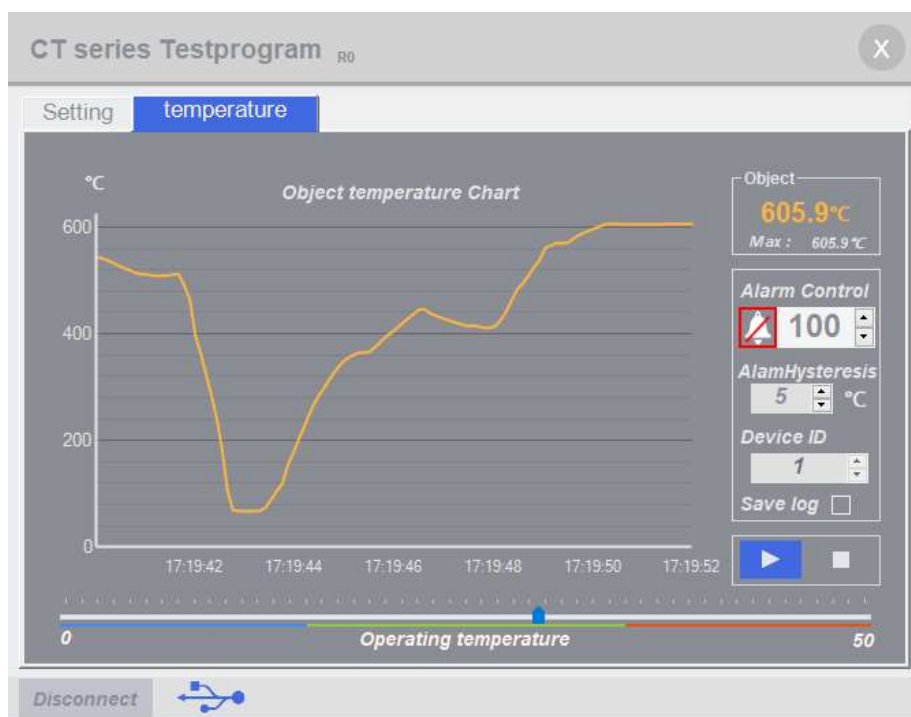 CT series Testprogram R0
X
Setting
temperature
°C
Object temperature Chart
600
400
200
0
17:19:42
17:19:44
17:19:46
17:19:48
17:19:50
17:19:52
Object
605.9°C
Max : 605.9°C
Alarm Control
100
AlamHysteresis
5 °C
Device ID
1
Save log
0
Operating temperature
50
Disconnect